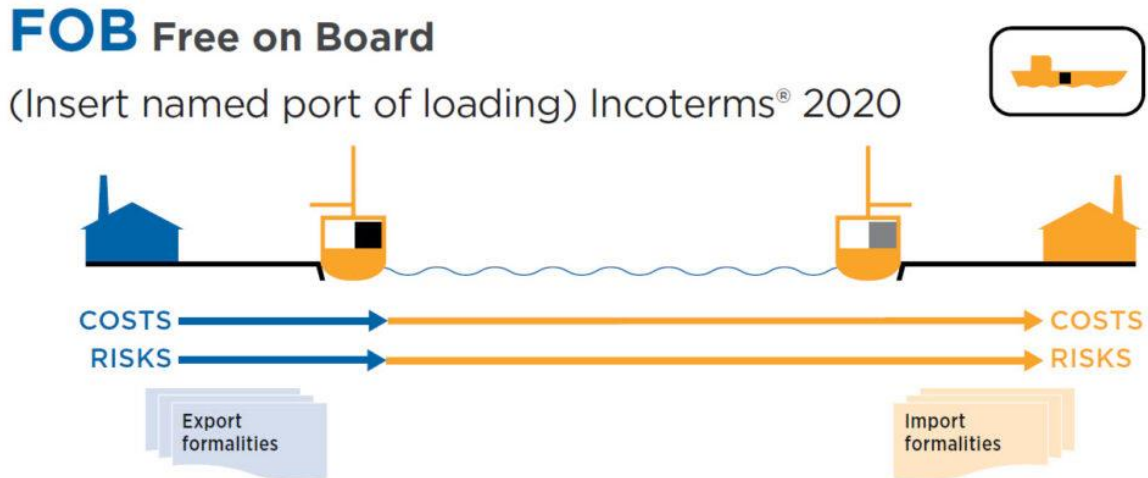 FOB Free on Board
(Insert named port of loading) Incoterms® 2020
COSTS COSTS
RISKS RISKS
Export
formalities
Import
formalities